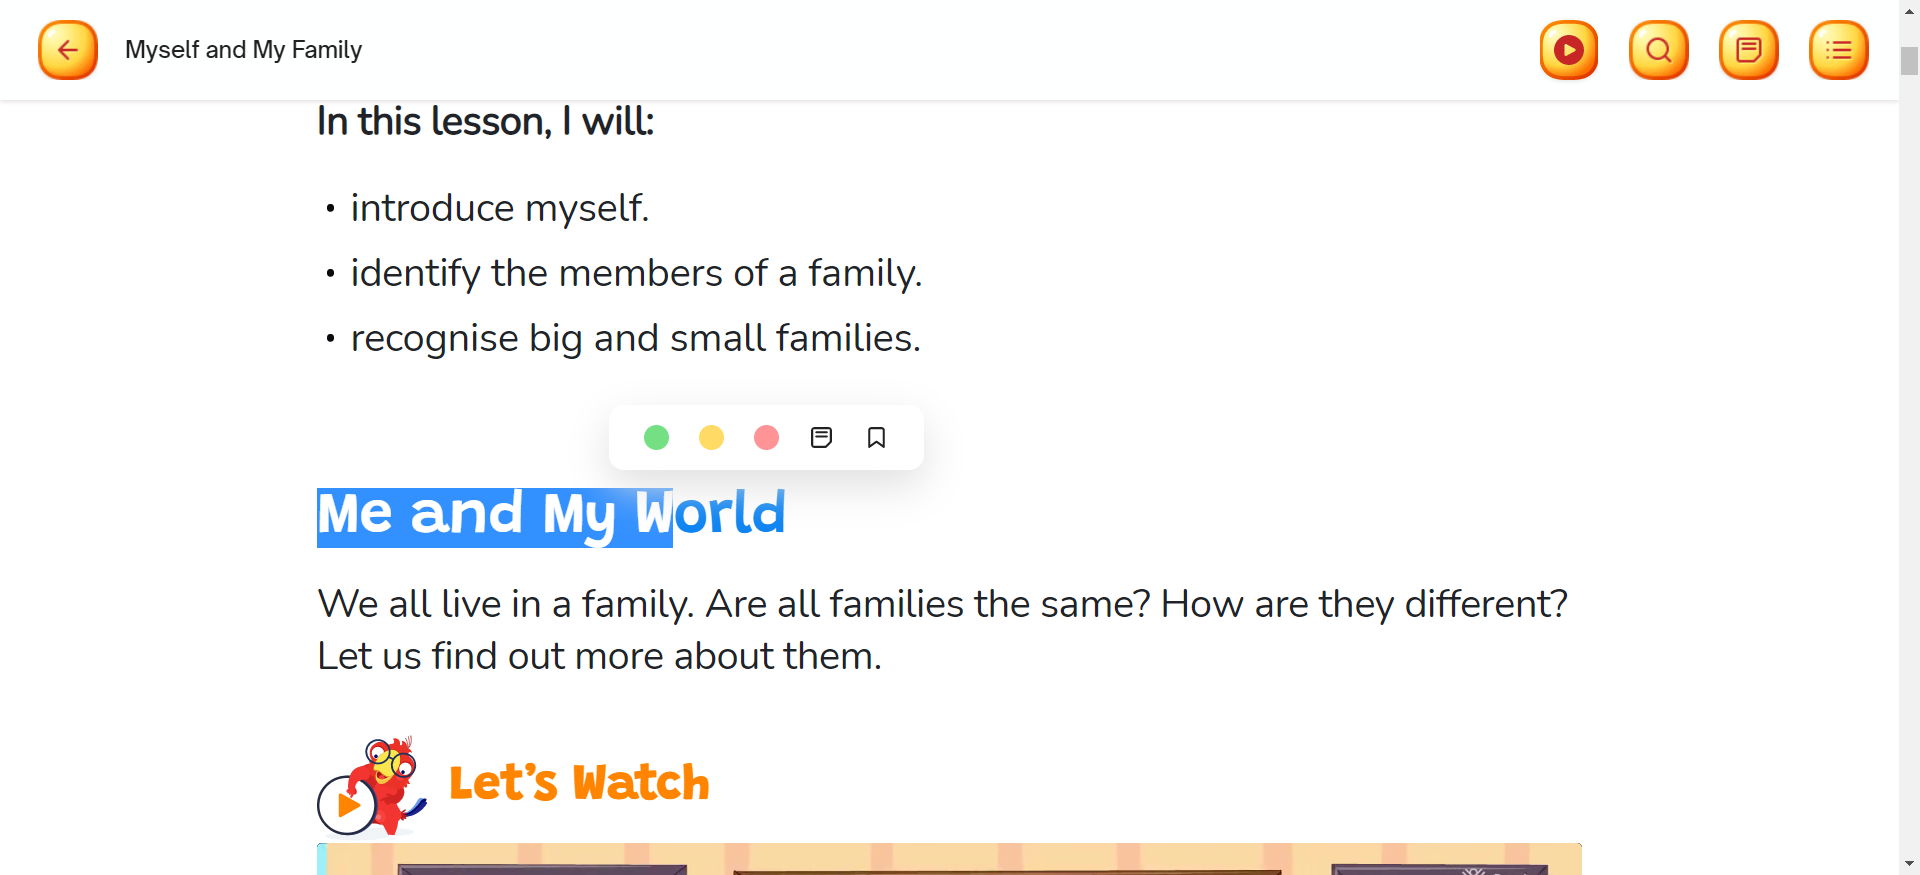 Myself and My Family
In this lesson, I will:
• introduce myself.
• identify the members of a family.
• recognise big and small families.
Me and My World
We all live in a family. Are all families the same? How are they different?
Let us find out more about them.
Let's Watch